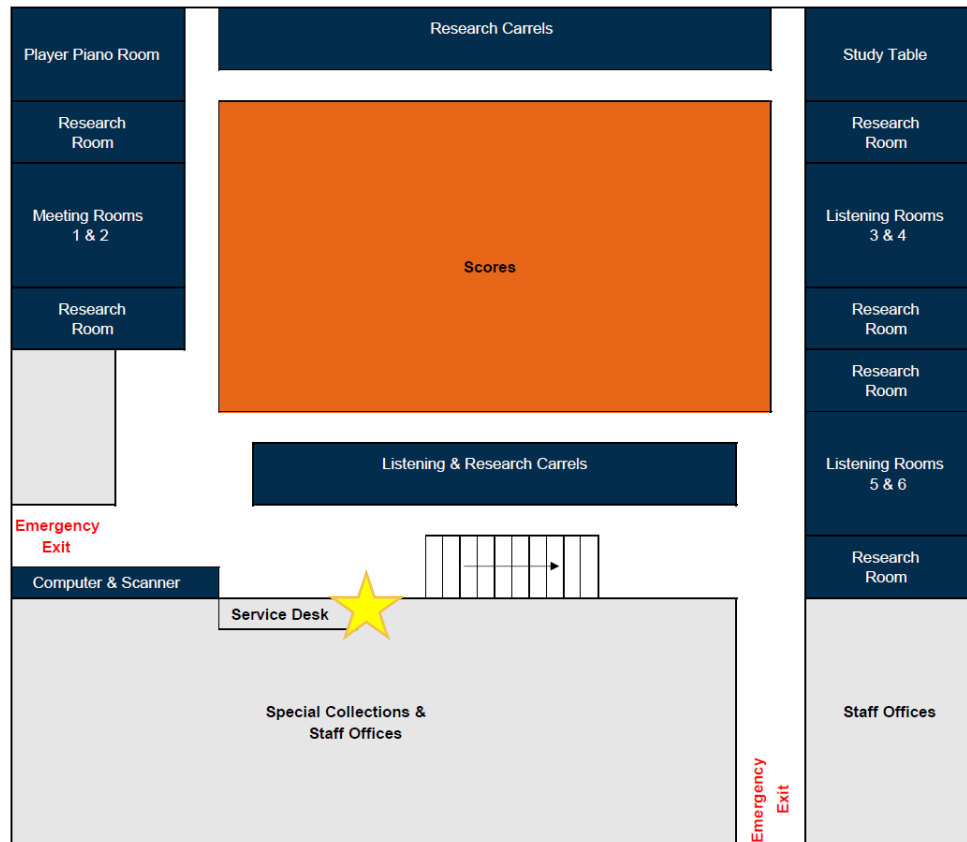 Research Carrels
Player Piano Room
Study Table
Research
Room
Research
Room
Meeting Rooms
1 & 2
Listening Rooms
3 & 4
Scores
Research
Room
Research
Room
Research
Room
Listening & Research Carrels
Listening Rooms
5 & 6
Emergency
Exit
Computer & Scanner
Research
Room
Service Desk
Special Collections &
Staff Offices
Staff Offices
Emergency
Exit